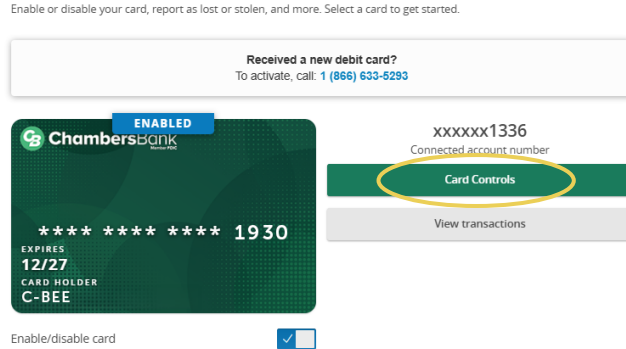 Enable or disable your card, report as lost or stolen, and more. Select a card to get started.
Received a new debit card?
To activate, call: 1 (866) 633-5293
ENABLED
CB ChambersBank
Member FDIC
**** **** **** 1930
EXPIRES
12/27
CARD HOLDER
C-BEE
Enable/disable card
xxxxxx1336
Connected account number
Card Controls
View transactions